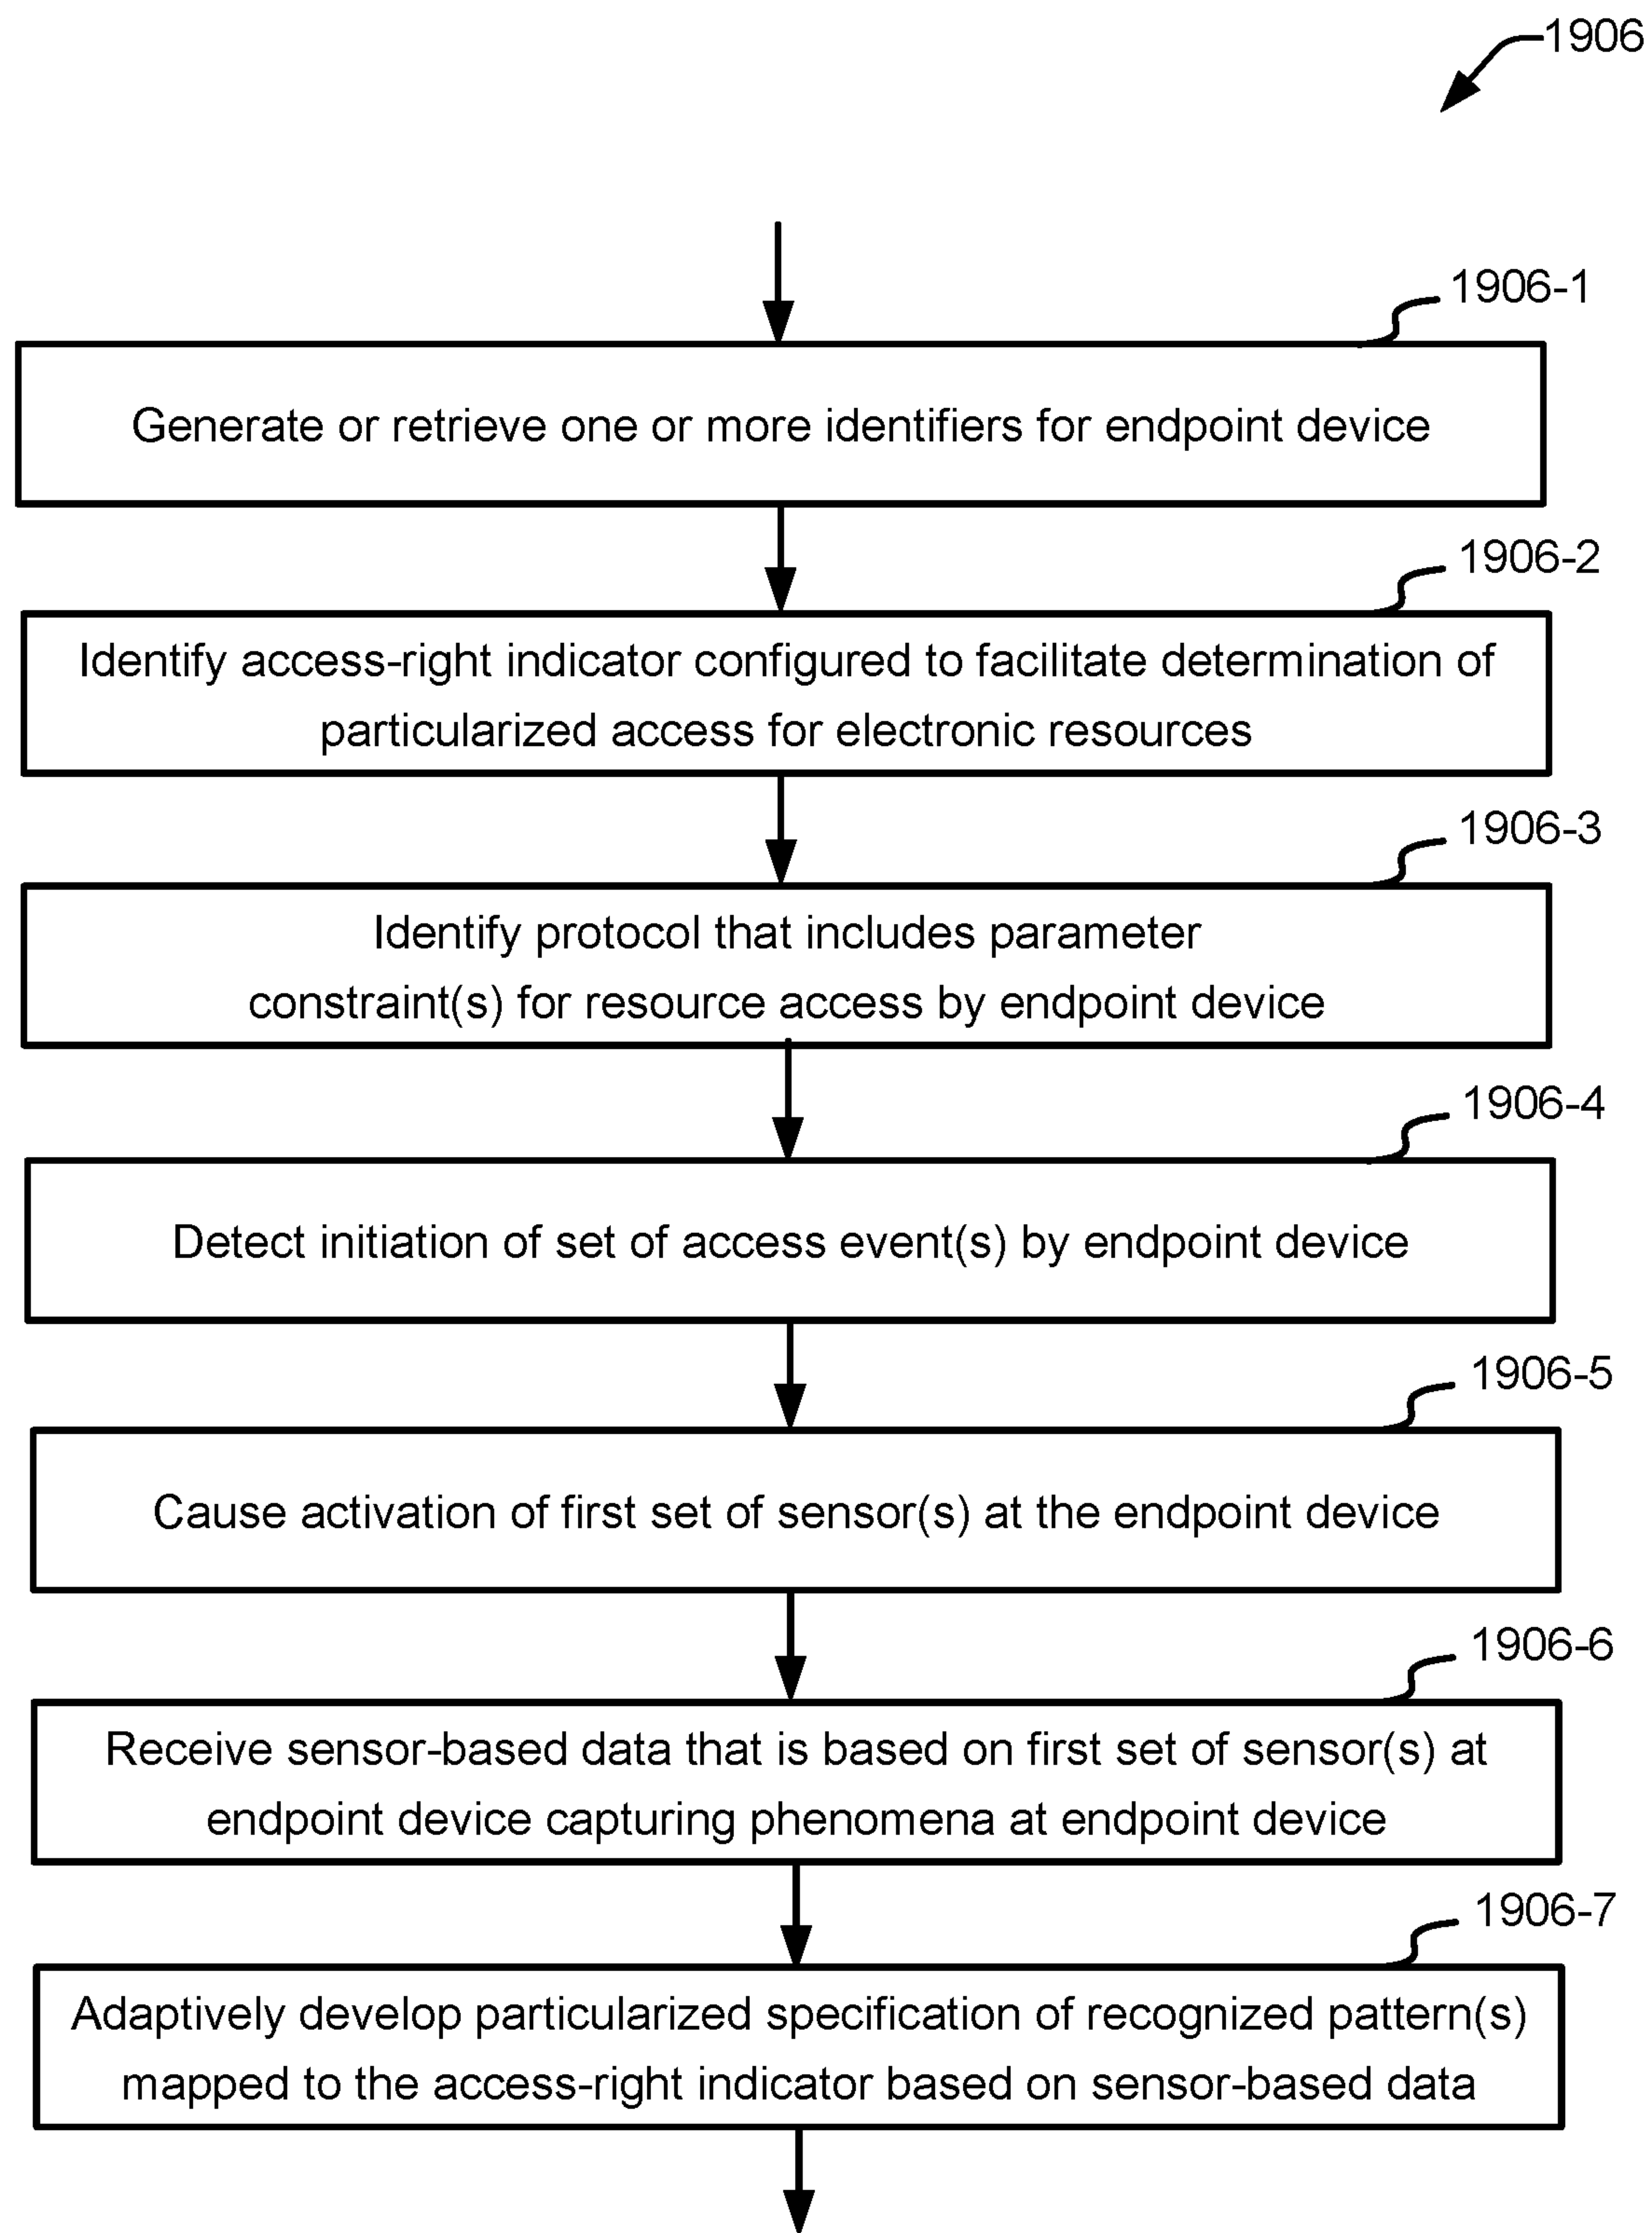 1906
1906-1
Generate or retrieve one or more identifiers for endpoint device
1906-2
Identify access-right indicator configured to facilitate determination of
particularized access for electronic resources
1906-3
Identify protocol that includes parameter
constraint(s) for resource access by endpoint device
1906-4
Detect initiation of set of access event(s) by endpoint device
1906-5
Cause activation of first set of sensor(s) at the endpoint device
1906-6
Receive sensor-based data that is based on first set of sensor(s) at
endpoint device capturing phenomena at endpoint device
1906-7
Adaptively develop particularized specification of recognized pattern(s)
mapped to the access-right indicator based on sensor-based data